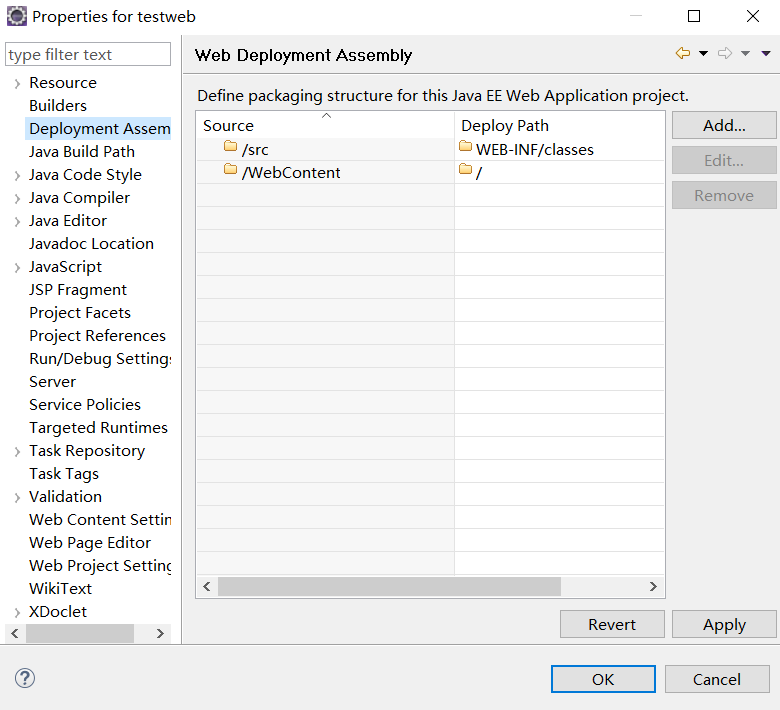 Properties for testweb
type filter text
Resource
Builders
Deployment Assem
Java Build Path
Java Code Style
Java Compiler
Java Editor
Javadoc Location
JavaScript
JSP Fragment
Project Facets
Project References
Run/Debug Settings
Server
Service Policies
Targeted Runtimes
Task Repository
Task Tags
Validation
Web Content Settin
Web Page Editor
Web Project Setting
WikiText
XDoclet
Web Deployment Assembly
Define packaging structure for this Java EE Web Application project.
Source Deploy Path
/src WEB-INF/classes
/WebContent /
Add...
Edit...
Remove
Revert Apply
? OK Cancel